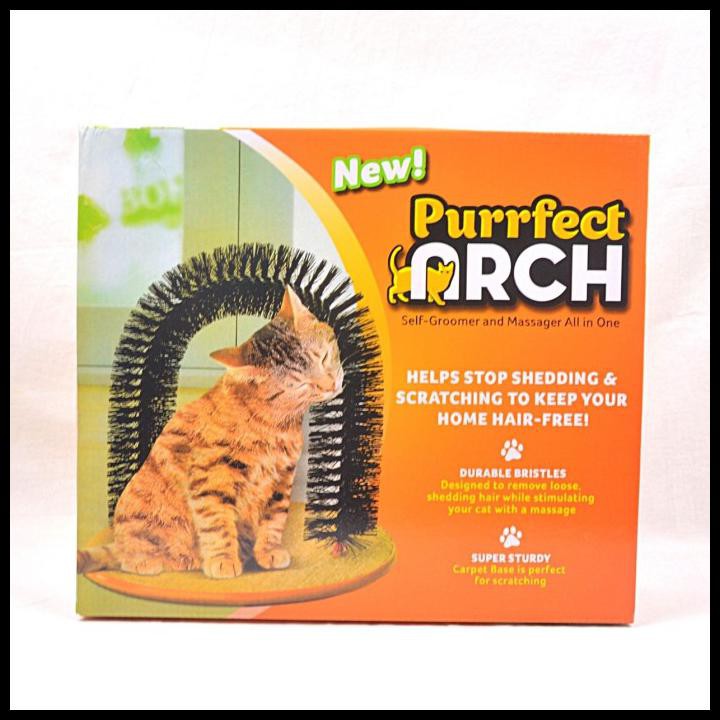 New!
Purrfect
ARCH
Self-Groomer and Massager All in One
HELPS STOP SHEDDING &
SCRATCHING TO KEEP YOUR
HOME HAIR-FREE!
DURABLE BRISTLES
Designed to remove loose,
shedding hair while stimulating
your cat with a massage
SUPER STURDY
Carpet Base is perfect
for scratching